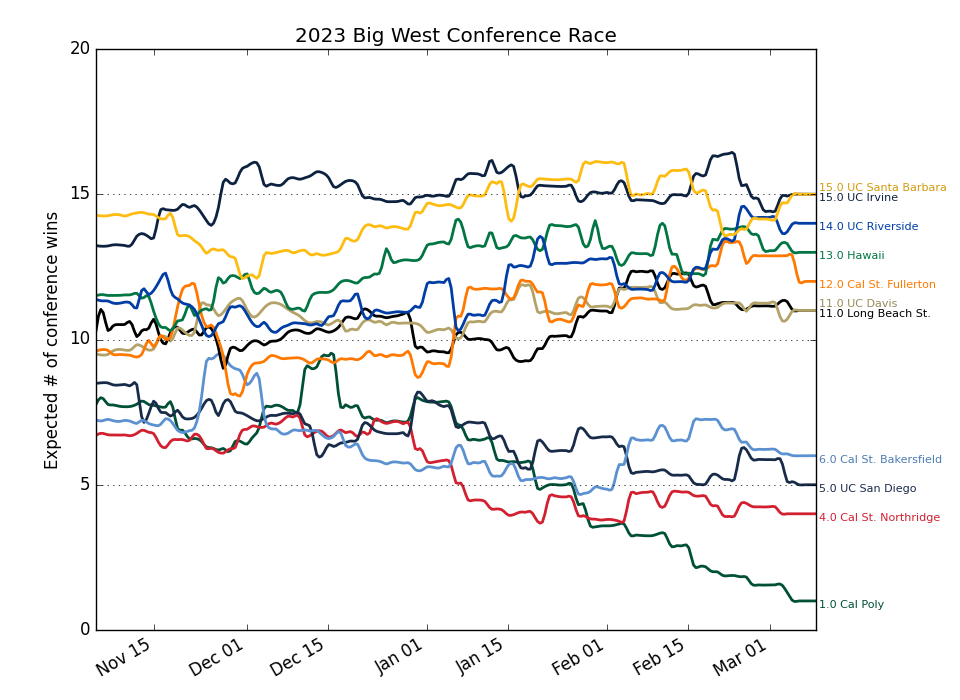 2023 Big West Conference Race
Expected # of conference wins
20
15
10
5
0
Nov 15
Dec 01
Dec 15
Jan 01
Jan 15
Feb 01
Feb 15
Mar 01
15.0 UC Santa Barbara
15.0 UC Irvine
14.0 UC Riverside
13.0 Hawaii
12.0 Cal St. Fullerton
11.0 UC Davis
11.0 Long Beach St.
6.0 Cal St. Bakersfield
5.0 UC San Diego
4.0 Cal St. Northridge
1.0 Cal Poly